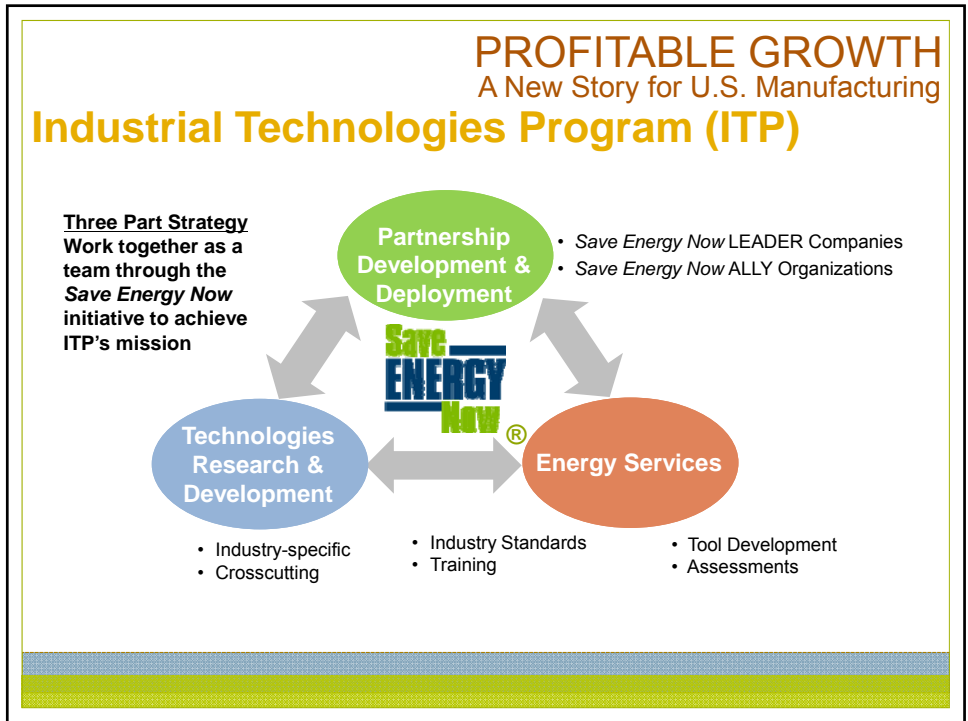 PROFITABLE GROWTH
A New Story for U.S. Manufacturing
Industrial Technologies Program (ITP)
Three Part Strategy
Work together as a
team through the
Save Energy Now
initiative to achieve
ITP's mission
Partnership
Development &
Deployment
• Save Energy Now LEADER Companies
• Save Energy Now ALLY Organizations
Save
ENERGY
Now ®
Technologies
Research &
Development
Energy Services
• Industry-specific
• Crosscutting
• Industry Standards
• Training
• Tool Development
• Assessments